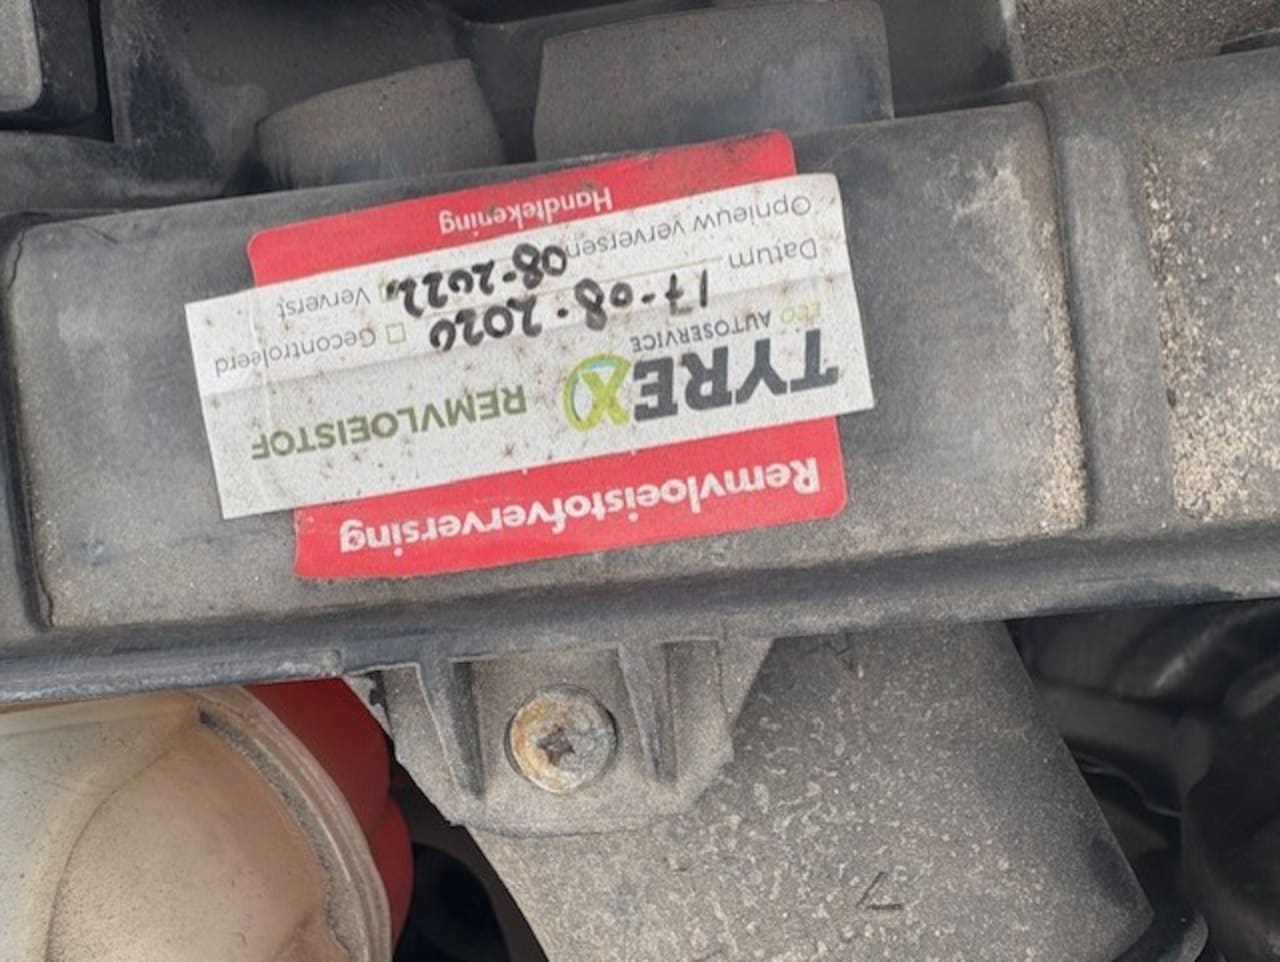 Remvloeistofverversing
TYREX REMVLOEISTOF
ECO AUTOSERVICE
17-08-2020 Gecontroleerd
Datum Ververst
Opnieuw verversen 08-2022
Handtekening